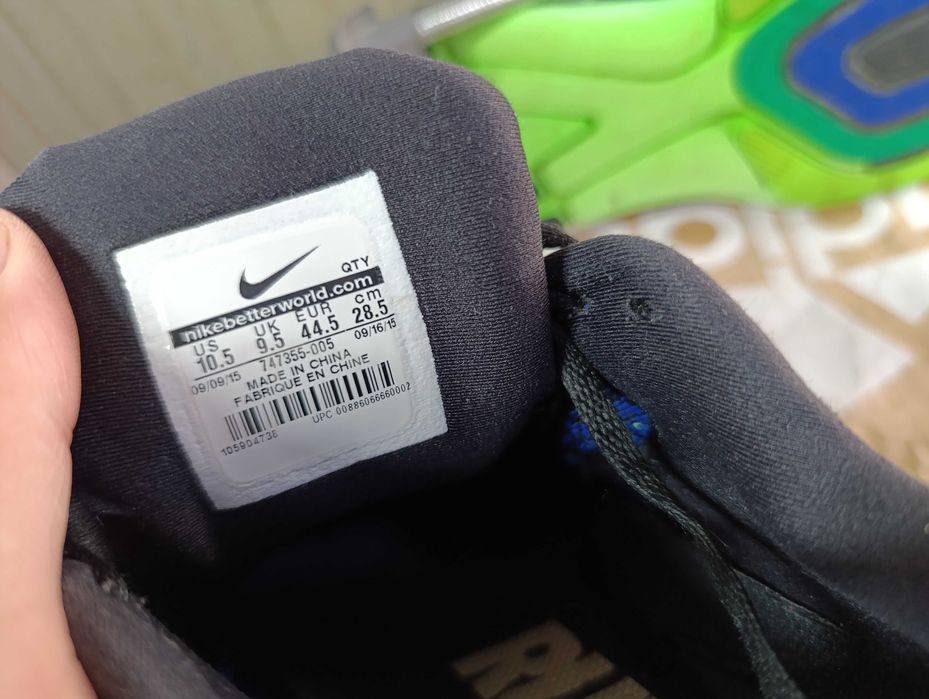 QTY
nikebetterworld.com
US UK EUR cm
10.5 9.5 44.5 28.5
09/09/15 747355-005 09/16/15
MADE IN CHINA
FABRIQUE EN CHINE
105904738 UPC 00886066660002